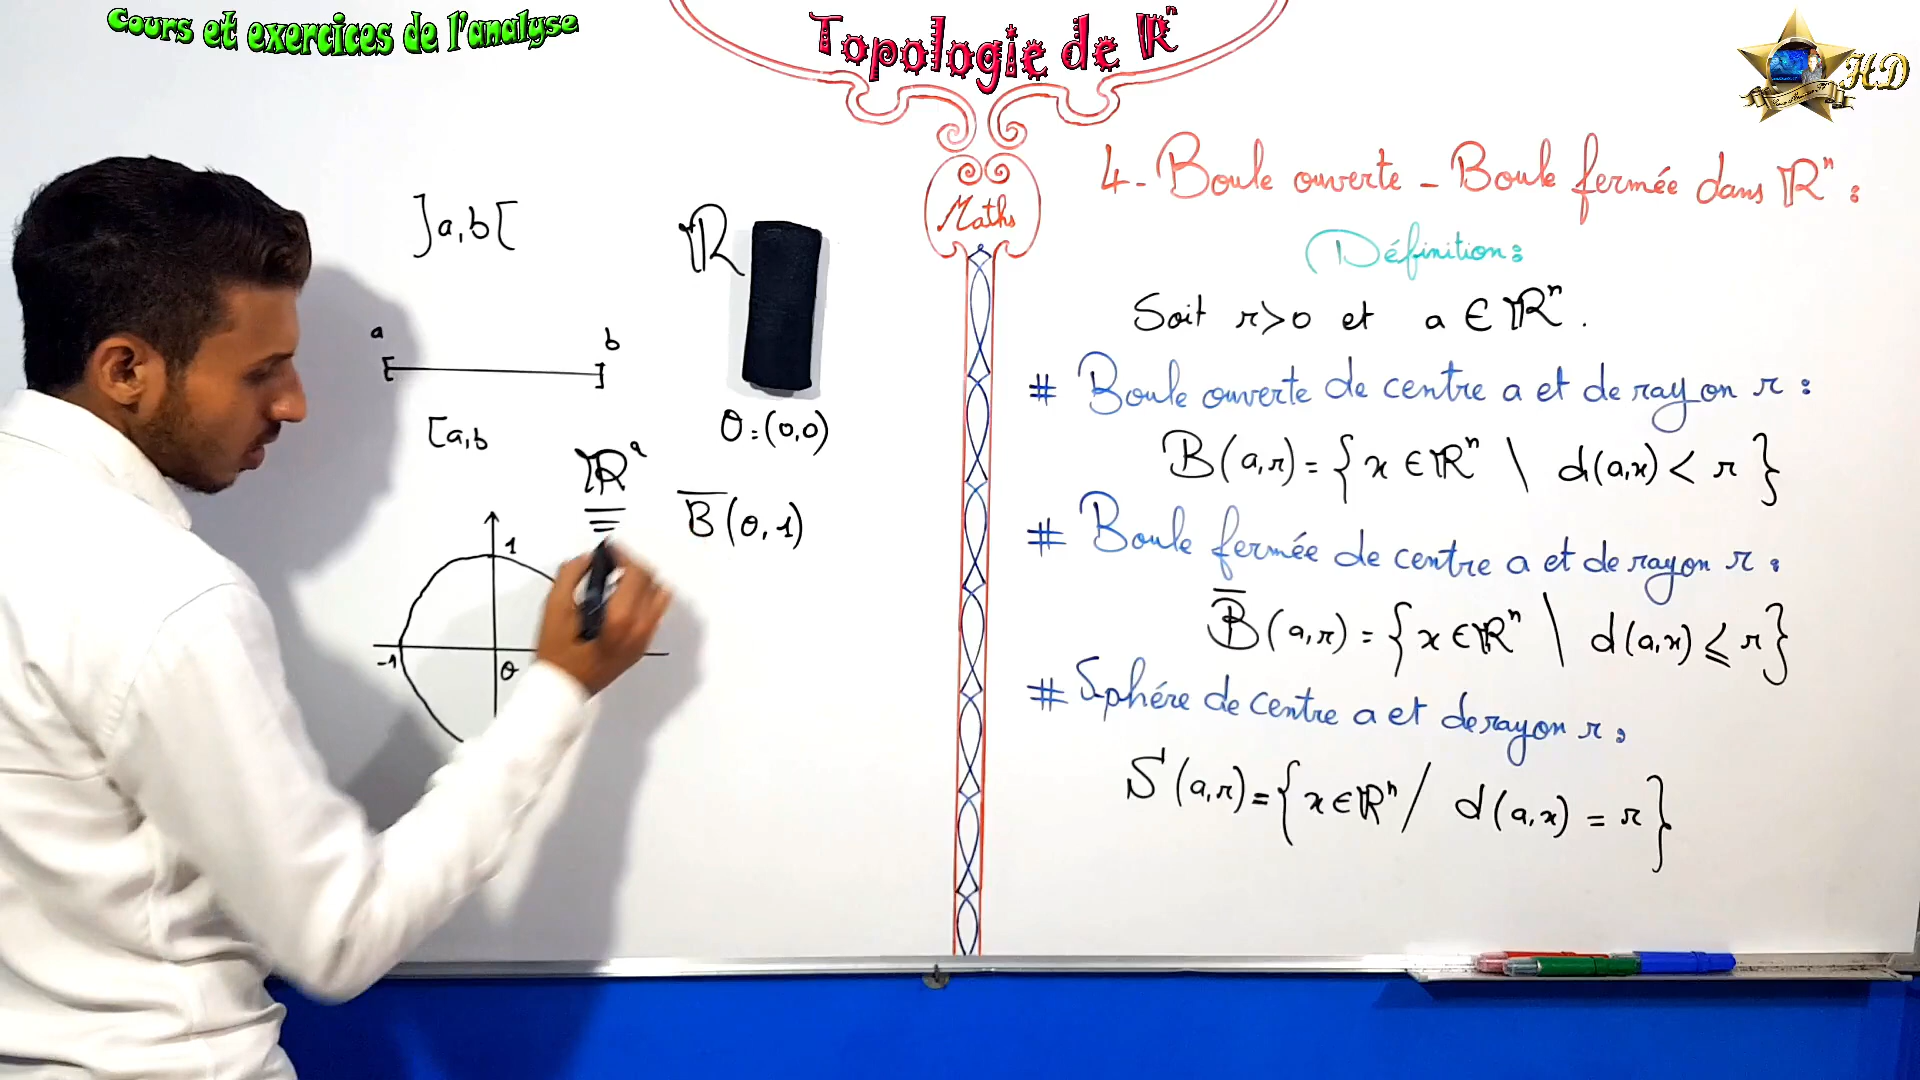 Cours et exercices de l'analyse
Topologie de ℝⁿ
HD
Maths
]a,b[
ℝ
a
b
[a,b
O=(0,0)
ℝ
B̅(0,1)
1
-1
0
4- Boule ouverte - Boule fermée dans ℝⁿ :
Définition:
Soit r>0 et a ∈ ℝⁿ.
# Boule ouverte de centre a et de rayon r :
B(a,r) = { x ∈ ℝⁿ \ d(a,x) < r }
# Boule fermée de centre a et de rayon r :
B̅(a,r) = { x ∈ ℝⁿ \ d(a,x) ⩽ r }
# Sphére de centre a et de rayon r :
S(a,r) = { x ∈ ℝⁿ / d(a,x) = r }